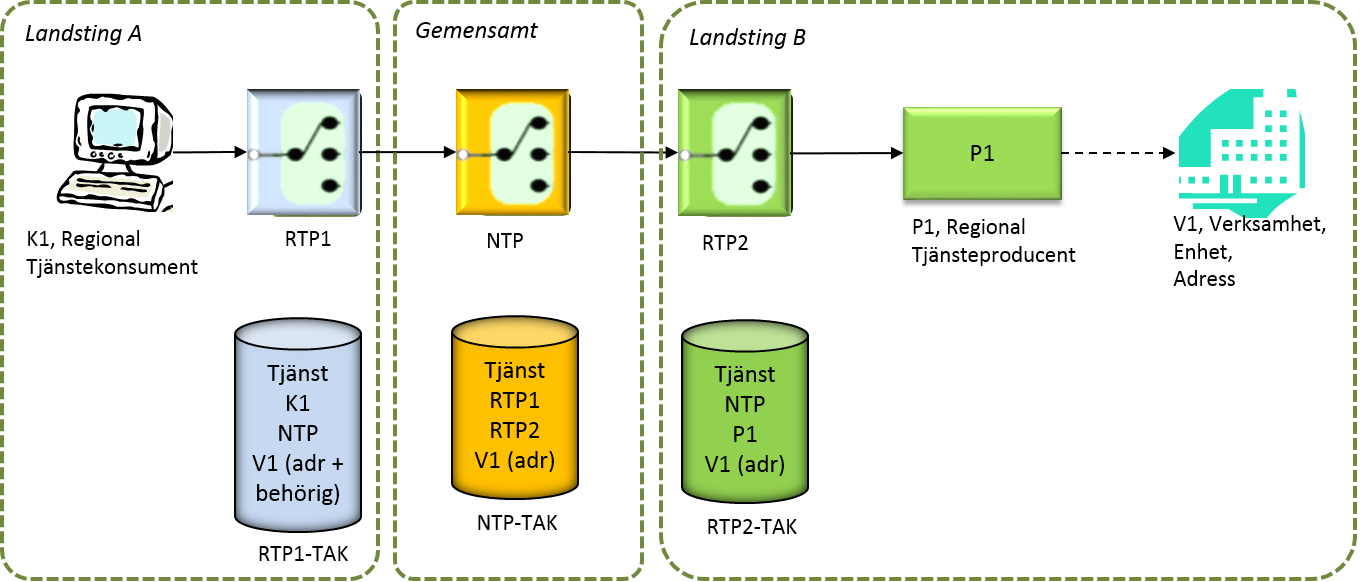 Landsting A
Gemensamt
Landsting B
P1
K1, Regional
Tjänstekonsument
RTP1
NTP
RTP2
P1, Regional
Tjänsteproducent
V1, Verksamhet,
Enhet,
Adress
Tjänst
K1
NTP
V1 (adr +
behörig)
RTP1-TAK
Tjänst
RTP1
RTP2
V1 (adr)
NTP-TAK
Tjänst
NTP
P1
V1 (adr)
RTP2-TAK